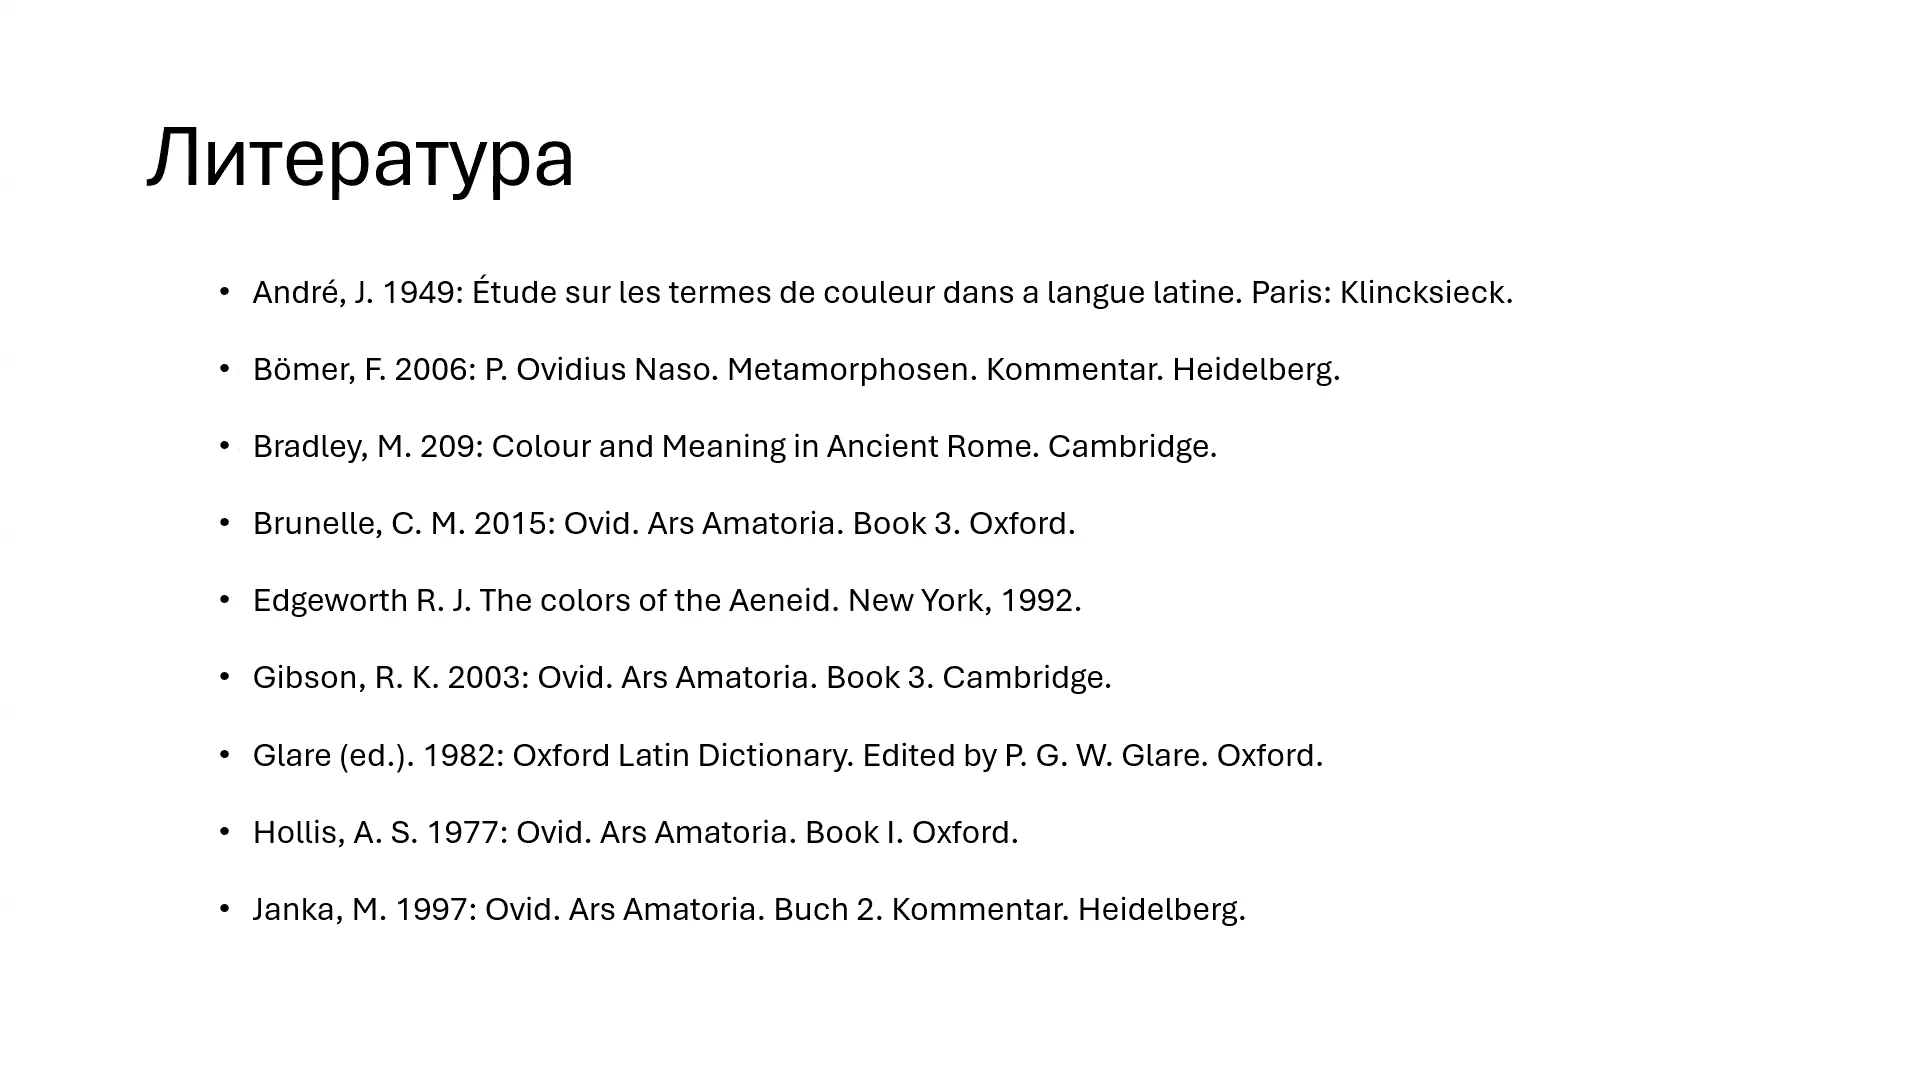 Литература
• André, J. 1949: Étude sur les termes de couleur dans a langue latine. Paris: Klincksieck.
• Bömer, F. 2006: P. Ovidius Naso. Metamorphosen. Kommentar. Heidelberg.
• Bradley, M. 209: Colour and Meaning in Ancient Rome. Cambridge.
• Brunelle, C. M. 2015: Ovid. Ars Amatoria. Book 3. Oxford.
• Edgeworth R. J. The colors of the Aeneid. New York, 1992.
• Gibson, R. K. 2003: Ovid. Ars Amatoria. Book 3. Cambridge.
• Glare (ed.). 1982: Oxford Latin Dictionary. Edited by P. G. W. Glare. Oxford.
• Hollis, A. S. 1977: Ovid. Ars Amatoria. Book I. Oxford.
• Janka, M. 1997: Ovid. Ars Amatoria. Buch 2. Kommentar. Heidelberg.